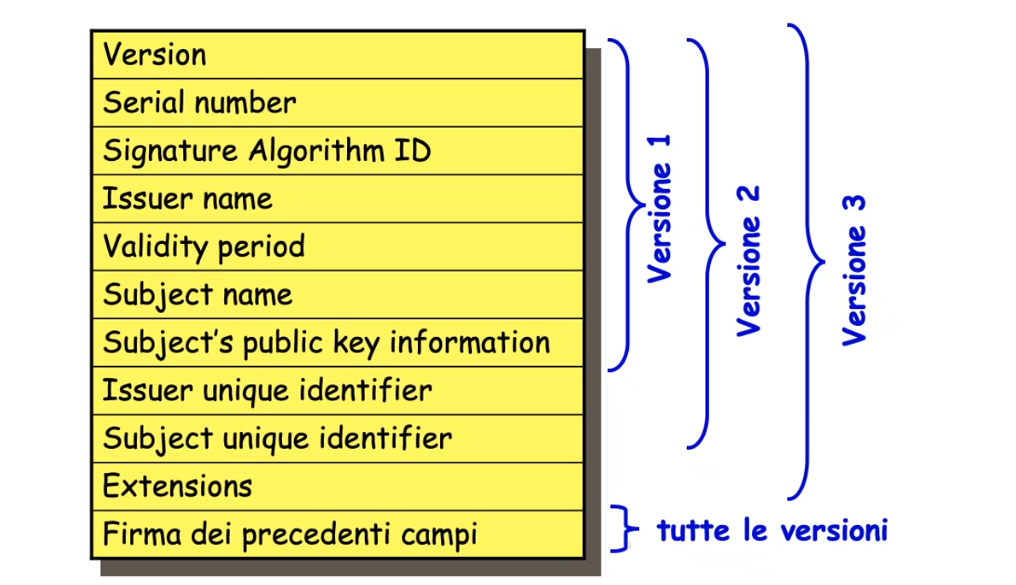 Version
Serial number
Signature Algorithm ID
Issuer name
Validity period
Subject name
Subject's public key information
Issuer unique identifier
Subject unique identifier
Extensions
Firma dei precedenti campi
Versione 1
Versione 2
Versione 3
tutte le versioni